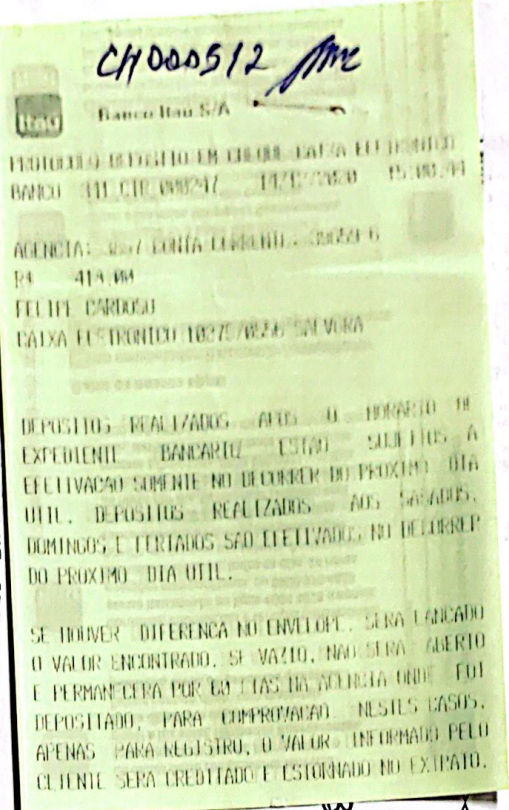 CH000512
Itaú
Banco Itaú S/A
PROTOCOLO DEPOSITO EM CHEQUE CAIXA ELETRONICO
BANCO 341 CTR 000247
AGENCIA: CONTA CORRENTE:
R$ 414,00
FELIPE CARDOSO
CAIXA ELETRONICO
DEPOSITOS REALIZADOS APOS O HORARIO DE
EXPEDIENTE BANCARIO ESTAO SUJEITOS A
EFETIVACAO SOMENTE NO DECORRER DO PROXIMO DIA
UTIL. DEPOSITOS REALIZADOS AOS SABADOS,
DOMINGOS E FERIADOS SAO EFETIVADOS NO DECORRER
DO PROXIMO DIA UTIL.
SE HOUVER DIFERENCA NO ENVELOPE, SERA LANCADO
O VALOR ENCONTRADO. SE VAZIO, NAO SERA ABERTO
E PERMANECERA POR 60 DIAS NA AGENCIA ONDE FOI
DEPOSITADO, PARA COMPROVACAO. NESTES CASOS,
APENAS PARA REGISTRO, O VALOR INFORMADO PELO
CLIENTE SERA CREDITADO E ESTORNADO NO EXTRATO.